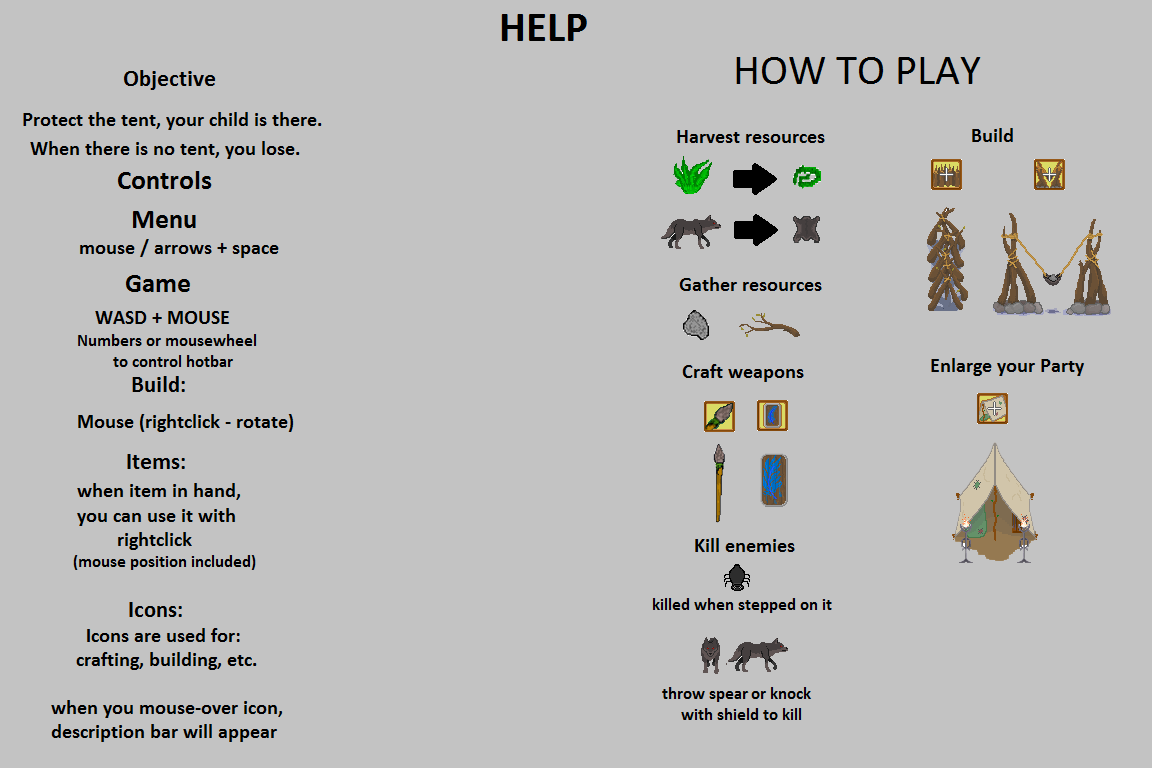 HELP
Objective
Protect the tent, your child is there.
When there is no tent, you lose.
Controls
Menu
mouse / arrows + space
Game
WASD + MOUSE
Numbers or mousewheel
to control hotbar
Build:
Mouse (rightclick - rotate)
Items:
when item in hand,
you can use it with
rightclick
(mouse position included)
Icons:
Icons are used for:
crafting, building, etc.
when you mouse-over icon,
description bar will appear
HOW TO PLAY
Harvest resources
Gather resources
Craft weapons
Kill enemies
killed when stepped on it
throw spear or knock
with shield to kill
Build
Enlarge your Party